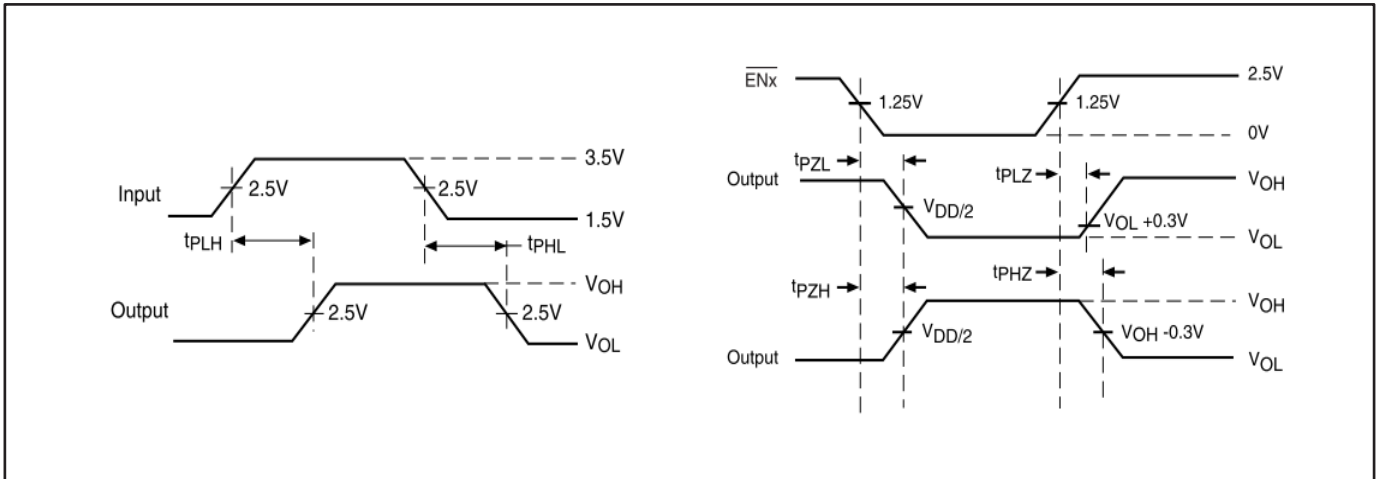 Input
2.5V
2.5V
3.5V
1.5V
tPLH
tPHL
Output
2.5V
2.5V
VOH
VOL
ENx
1.25V
1.25V
2.5V
0V
Output
tPZL
VDD/2
tPLZ
VOL +0.3V
VOH
VOL
Output
tPZH
VDD/2
tPHZ
VOH -0.3V
VOH
VOL